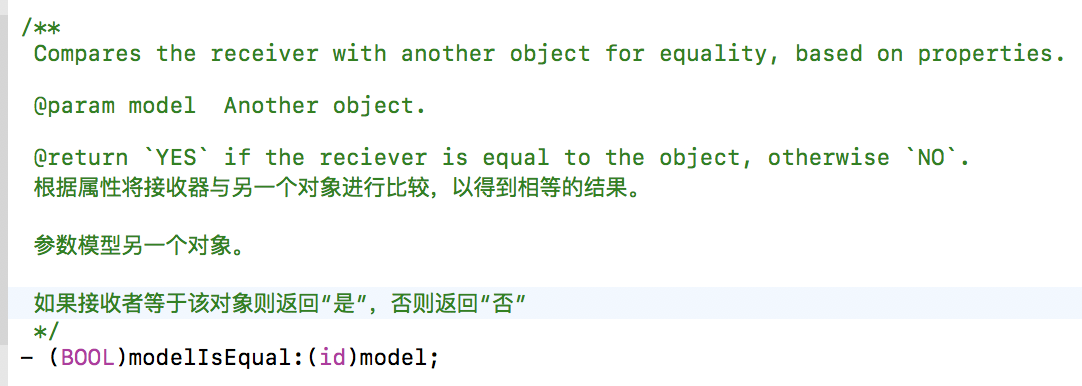 /**
Compares the receiver with another object for equality, based on properties.
@param model  Another object.
@return `YES` if the reciever is equal to the object, otherwise `NO`.
根据属性将接收器与另一个对象进行比较，以得到相等的结果。
参数模型另一个对象。
如果接收者等于该对象则返回“是”，否则返回“否”
*/
- (BOOL)modelIsEqual:(id)model;